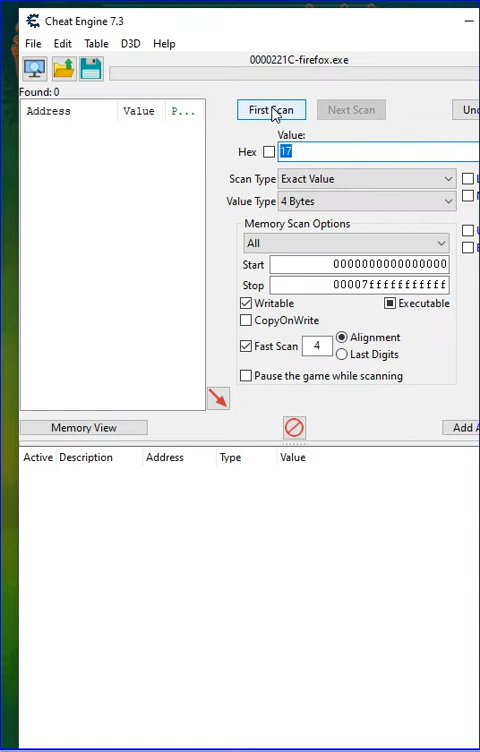 Cheat Engine 7.3
File Edit Table D3D Help
0000221C-firefox.exe
Found: 0
Address Value P...
First Scan Next Scan
Value:
Hex 17
Scan Type Exact Value
Value Type 4 Bytes
Memory Scan Options
All
Start 0000000000000000
Stop 00007fffffffffff
Writable Executable
CopyOnWrite
Fast Scan 4 Alignment
Last Digits
Pause the game while scanning
Memory View
Active Description Address Type Value